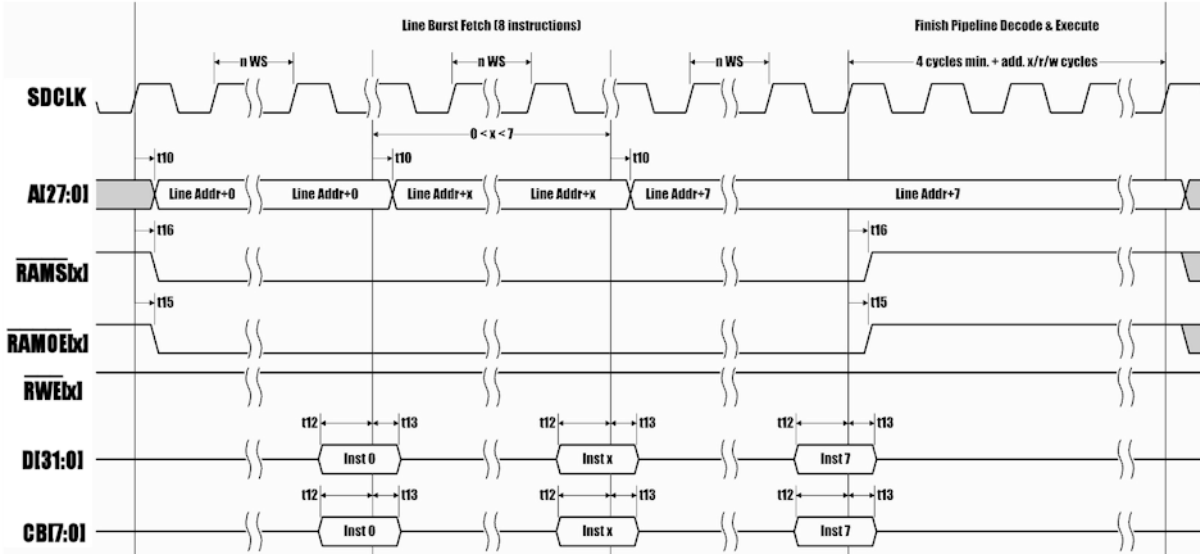 Line Burst Fetch (8 instructions) Finish Pipeline Decode & Execute
n WS n WS n WS 4 cycles min. + add. x/r/w cycles
SDCLK
0 < x < 7
t10 t10 t10
A[27:0] Line Addr+0 Line Addr+0 Line Addr+x Line Addr+x Line Addr+7 Line Addr+7
t16 t16
RAMS[x]
t15 t15
RAMOE[x]
RWE[x]
t12 t13 t12 t13 t12 t13
D[31:0] Inst 0 Inst x Inst 7
t12 t13 t12 t13 t12 t13
CB[7:0] Inst 0 Inst x Inst 7